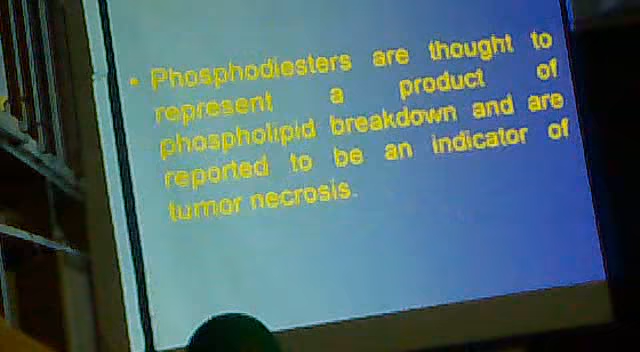 • Phosphodiesters are thought to
represent a product of
phospholipid breakdown and are
reported to be an indicator of
tumor necrosis.